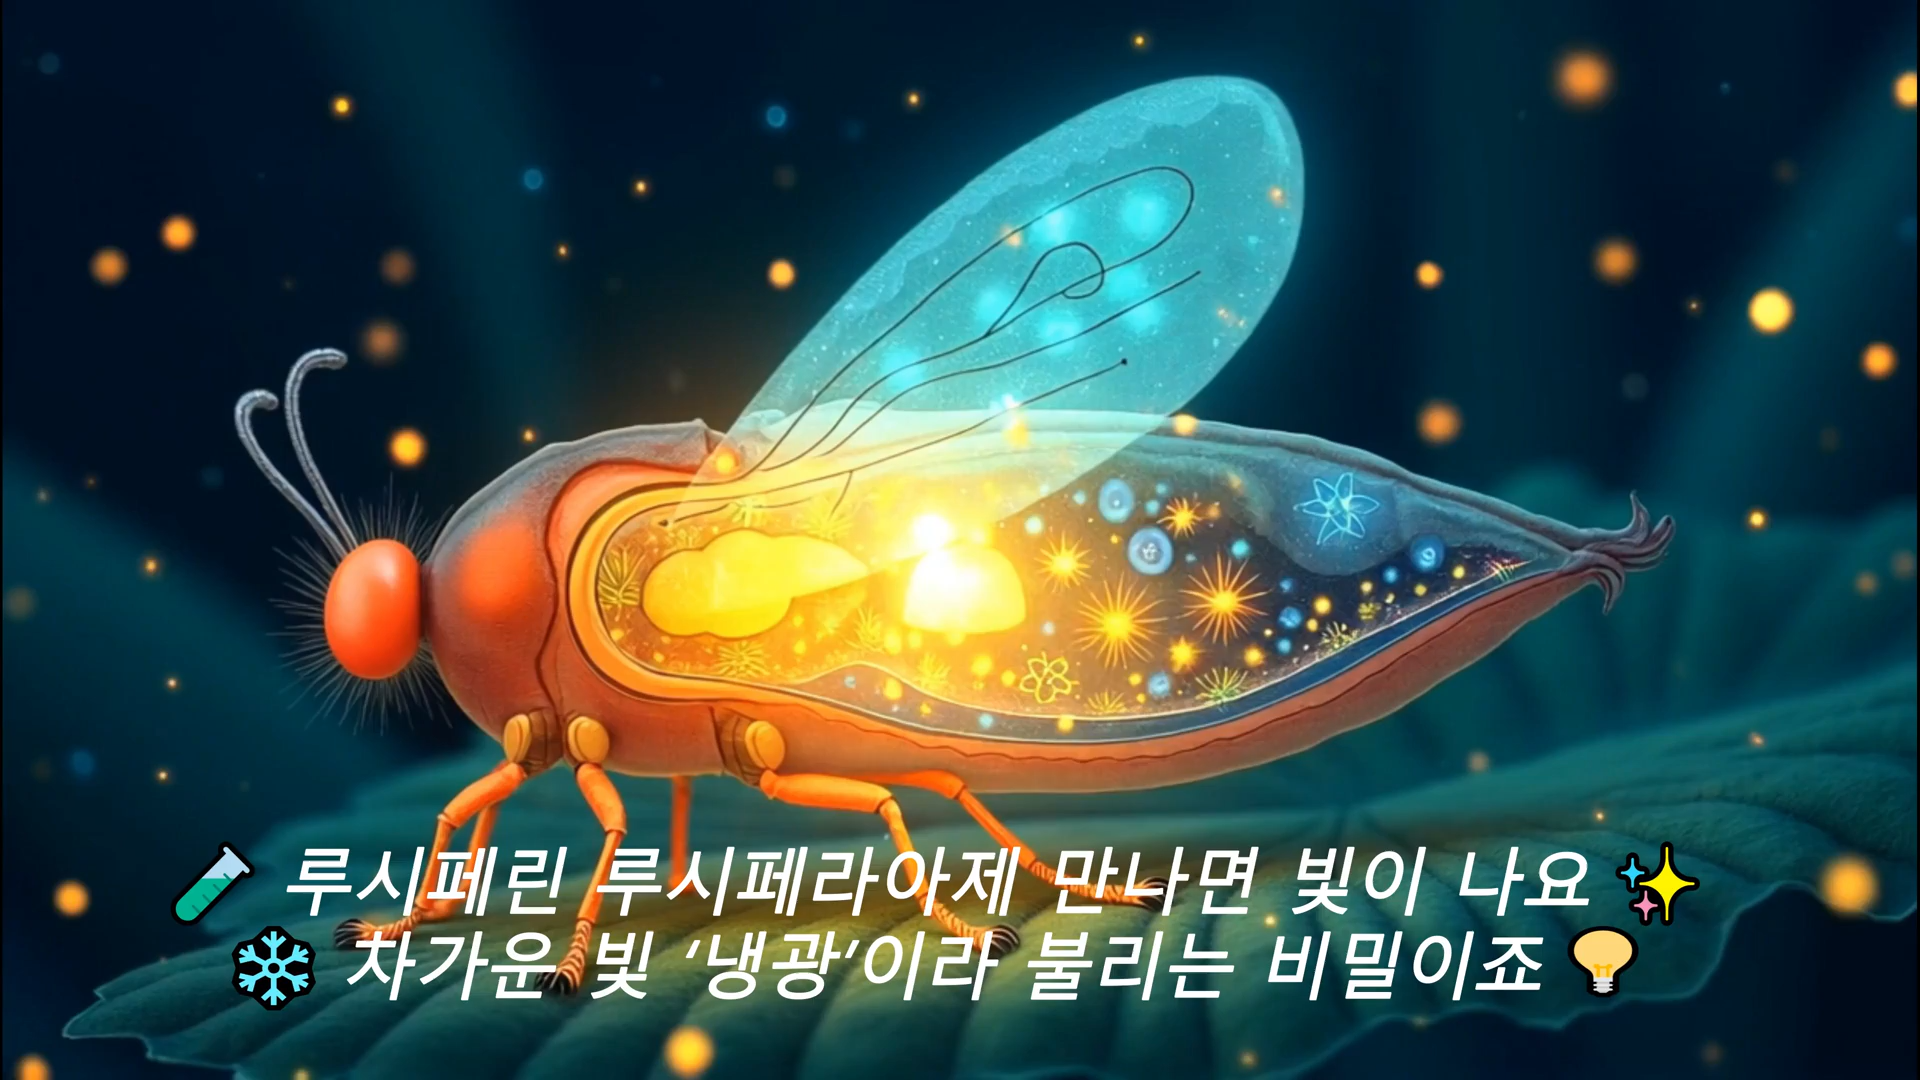 🧪 루시페린 루시페라아제 만나면 빛이 나요 ✨
❄️ 차가운 빛 ‘냉광’이라 불리는 비밀이죠 💡